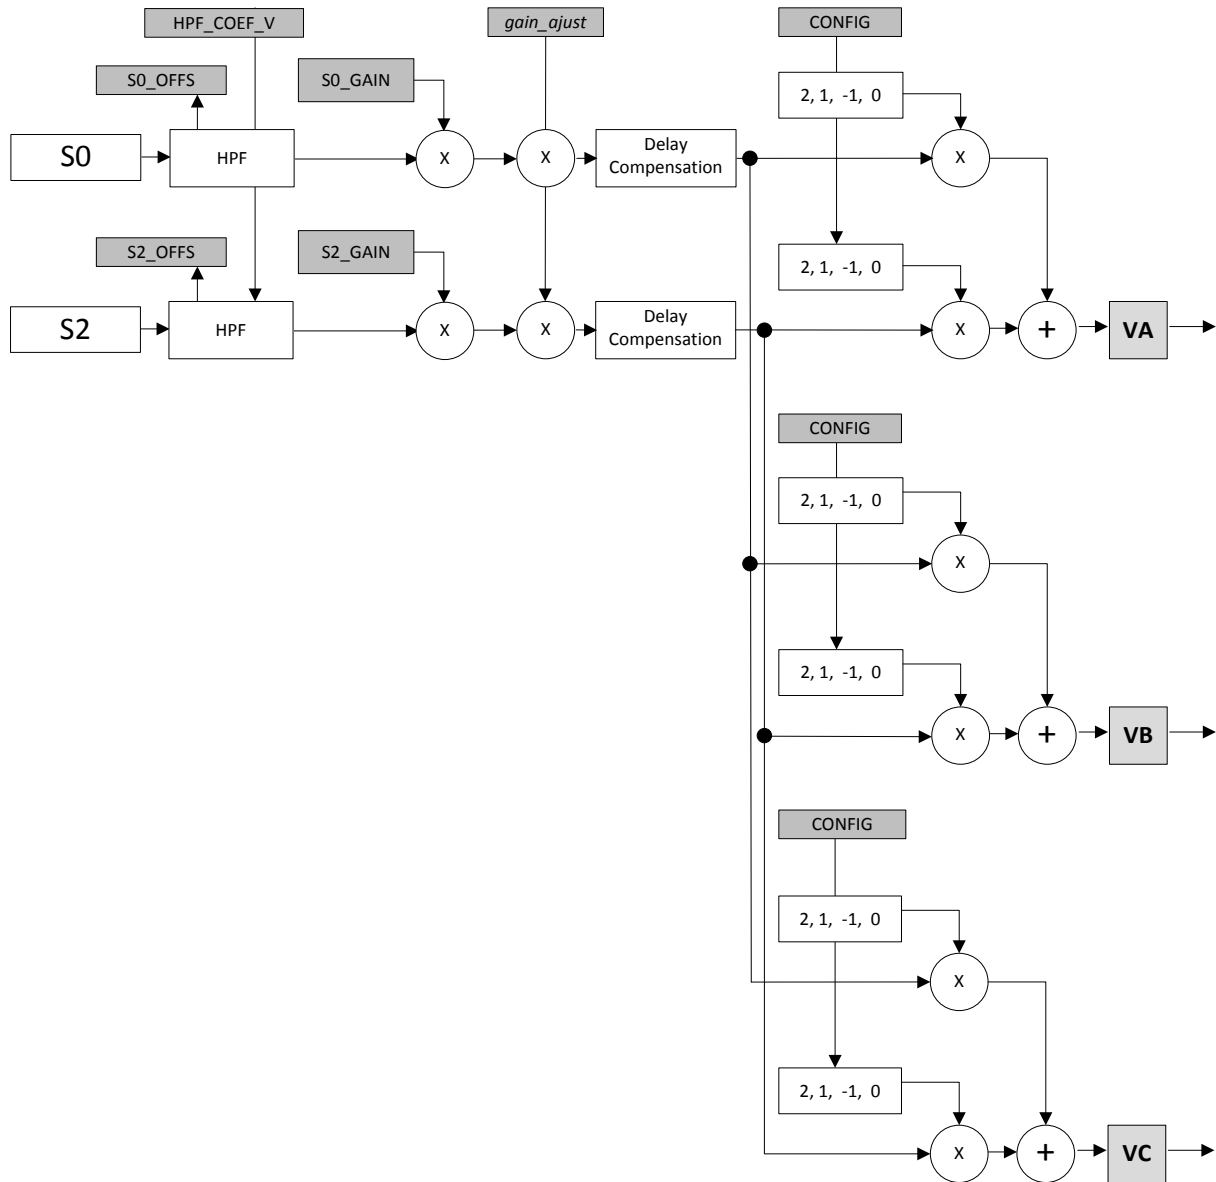 HPF_COEF_V
gain_ajust
CONFIG
S0_OFFS
S0_GAIN
2, 1, -1, 0
S0
HPF
X
X
Delay
Compensation
X
S2_OFFS
S2_GAIN
2, 1, -1, 0
S2
HPF
X
X
Delay
Compensation
X
+
VA
CONFIG
2, 1, -1, 0
X
2, 1, -1, 0
X
+
VB
CONFIG
2, 1, -1, 0
X
2, 1, -1, 0
X
+
VC